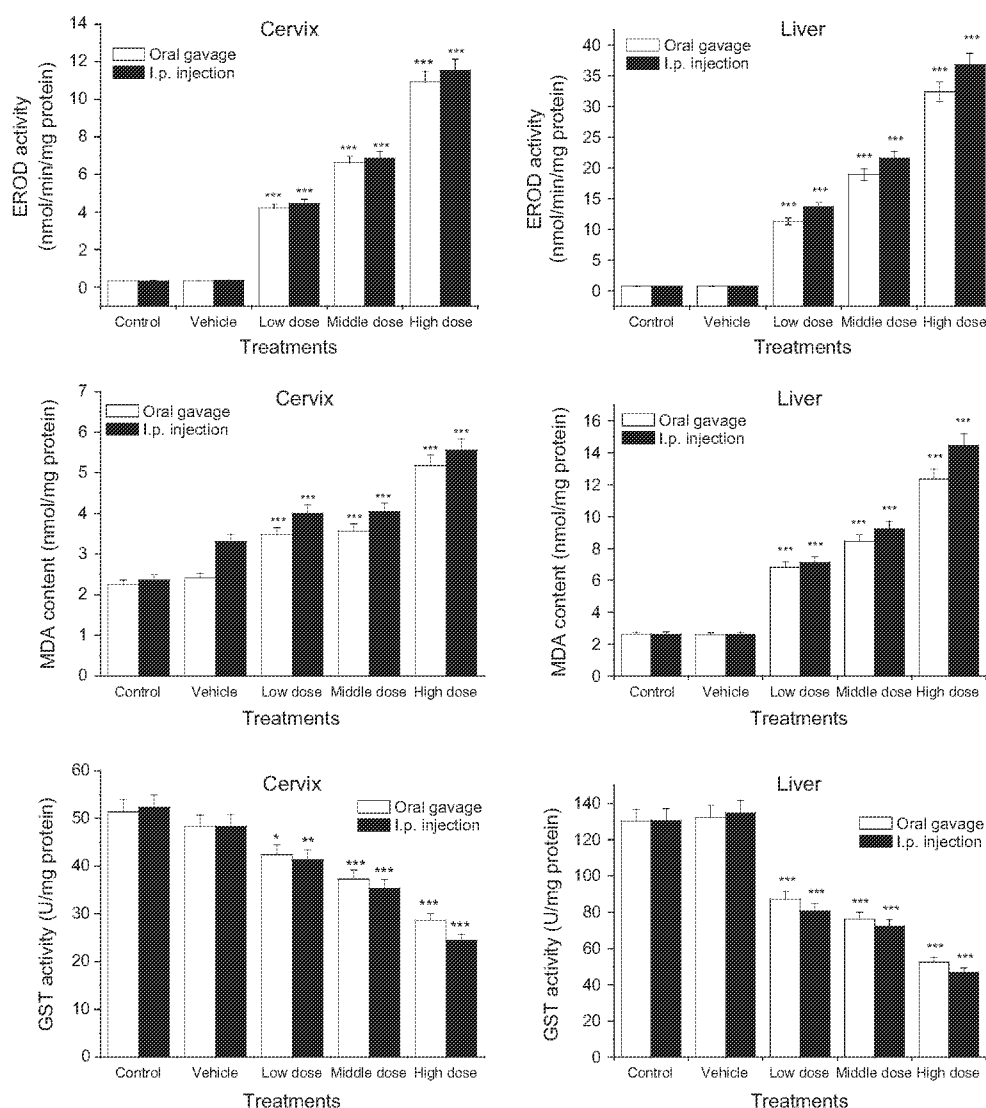 Cervix
Oral gavage
I.p. injection
EROD activity
(nmol/min/mg protein)
14
12
10
8
6
4
2
0
*** ***
*** ***
*** ***
Control Vehicle Low dose Middle dose High dose
Treatments
Liver
Oral gavage
I.p. injection
EROD activity
(nmol/min/mg protein)
40
35
30
25
20
15
10
5
0
*** ***
*** ***
*** ***
Control Vehicle Low dose Middle dose High dose
Treatments
Cervix
Oral gavage
I.p. injection
MDA content (nmol/mg protein)
7
6
5
4
3
2
1
0
*** ***
*** ***
*** ***
Control Vehicle Low dose Middle dose High dose
Treatments
Liver
Oral gavage
I.p. injection
MDA content (nmol/mg protein)
16
14
12
10
8
6
4
2
0
*** ***
*** ***
*** ***
Control Vehicle Low dose Middle dose High dose
Treatments
Cervix
Oral gavage
I.p. injection
GST activity (U/mg protein)
60
50
40
30
20
10
0
* **
*** ***
*** ***
Control Vehicle Low dose Middle dose High dose
Treatments
Liver
Oral gavage
I.p. injection
GST activity (U/mg protein)
140
120
100
80
60
40
20
0
*** ***
*** ***
*** ***
Control Vehicle Low dose Middle dose High dose
Treatments